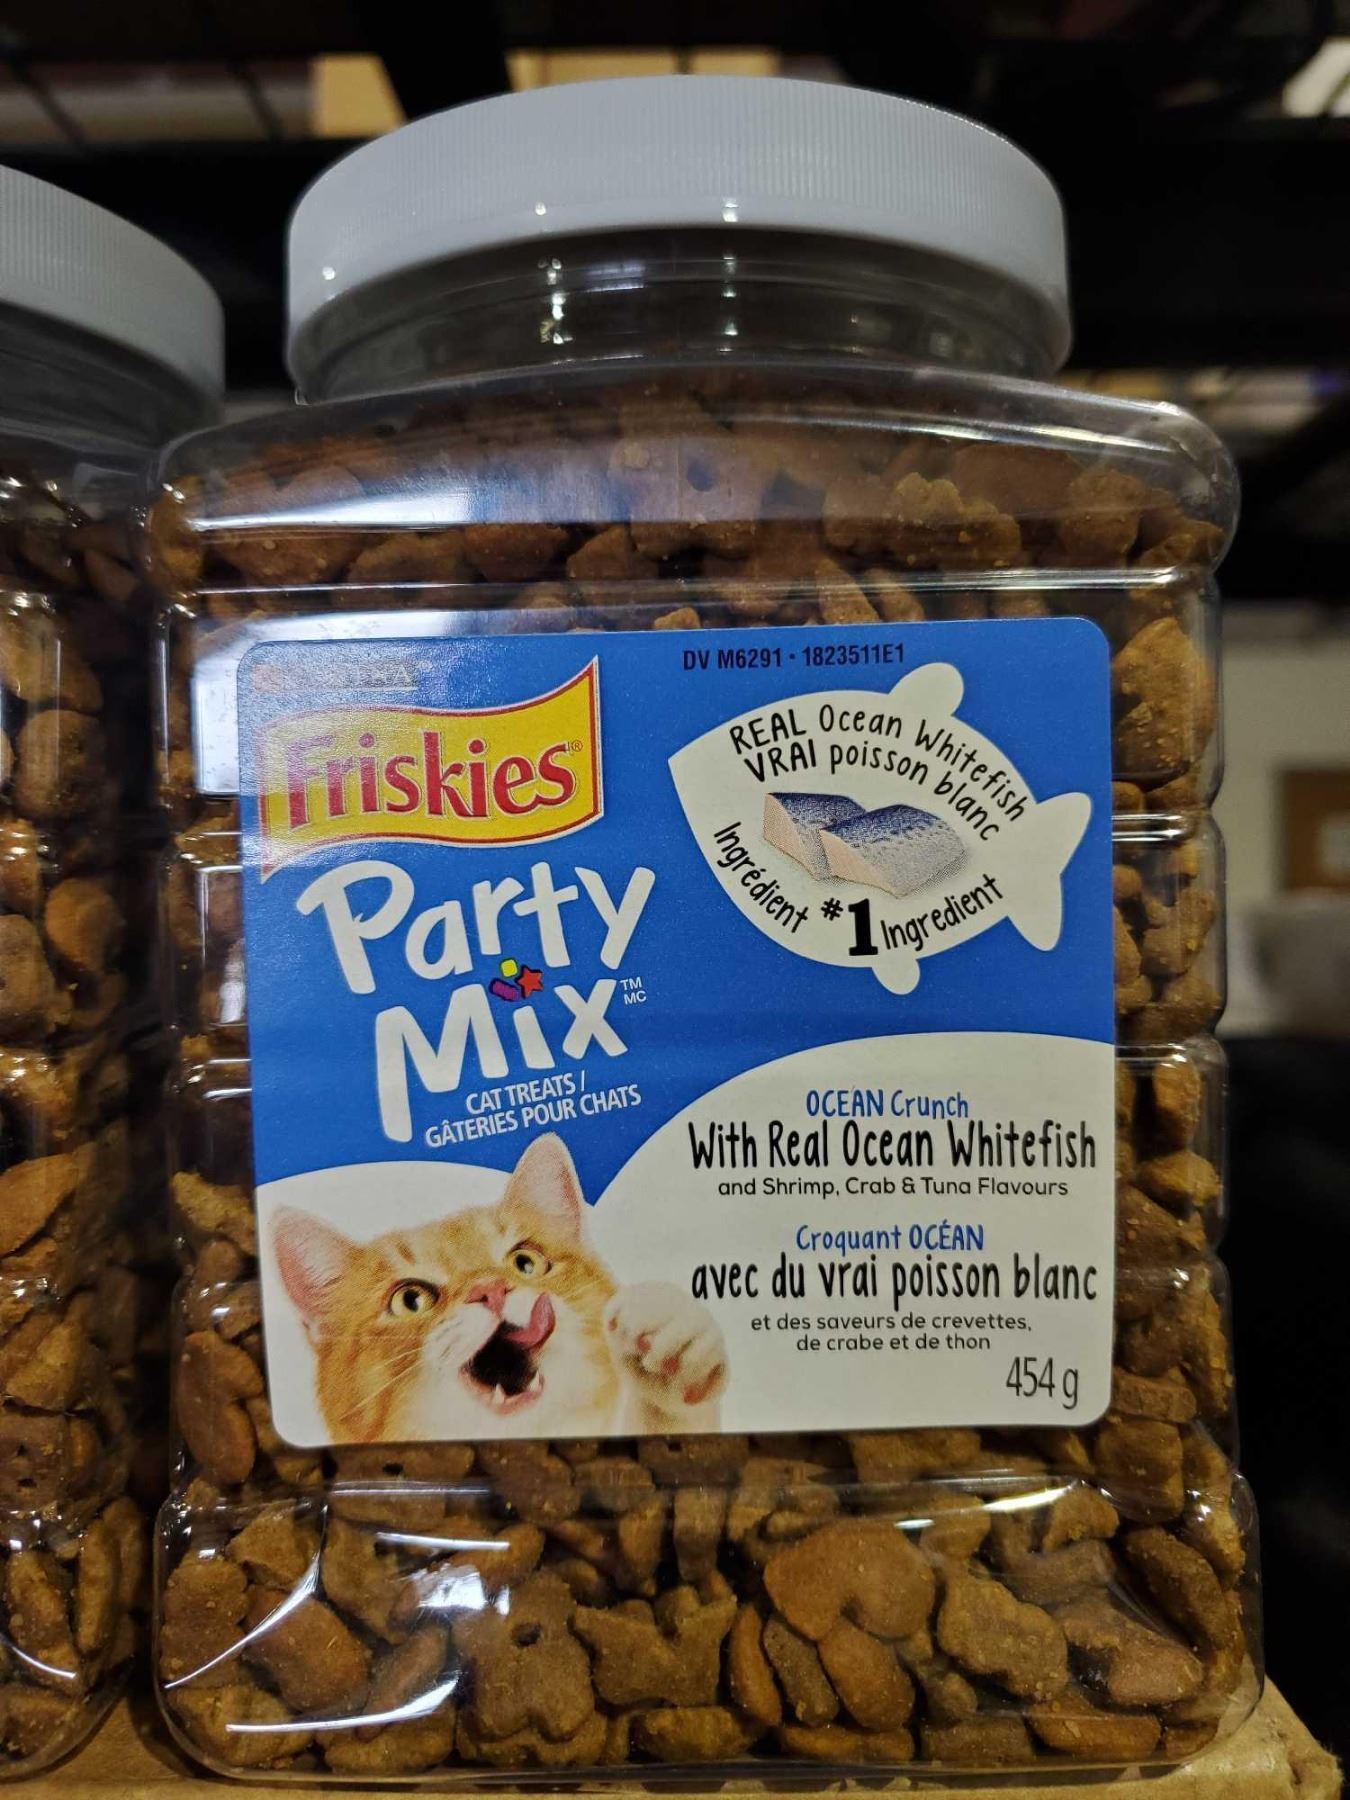 DV M6291 · 1823511E1
PURINA
Friskies®
Party
Mix™
MC
CAT TREATS /
GÂTERIES POUR CHATS
REAL Ocean Whitefish
VRAI poisson blanc
Ingrédient #1 Ingredient
OCEAN Crunch
With Real Ocean Whitefish
and Shrimp, Crab & Tuna Flavours
Croquant OCÉAN
avec du vrai poisson blanc
et des saveurs de crevettes,
de crabe et de thon
454 g